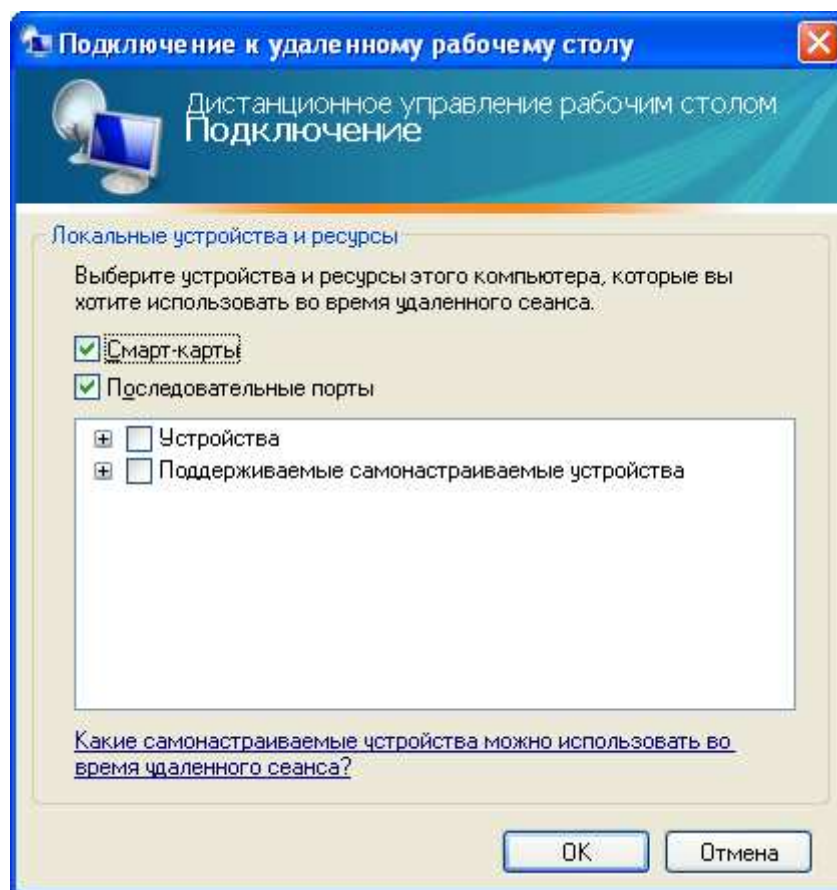 Подключение к удаленному рабочему столу
Дистанционное управление рабочим столом
Подключение
Локальные устройства и ресурсы
Выберите устройства и ресурсы этого компьютера, которые вы
хотите использовать во время удаленного сеанса.
Смарт-карты
Последовательные порты
Устройства
Поддерживаемые самонастраиваемые устройства
Какие самонастраиваемые устройства можно использовать во
время удаленного сеанса?
OK Отмена